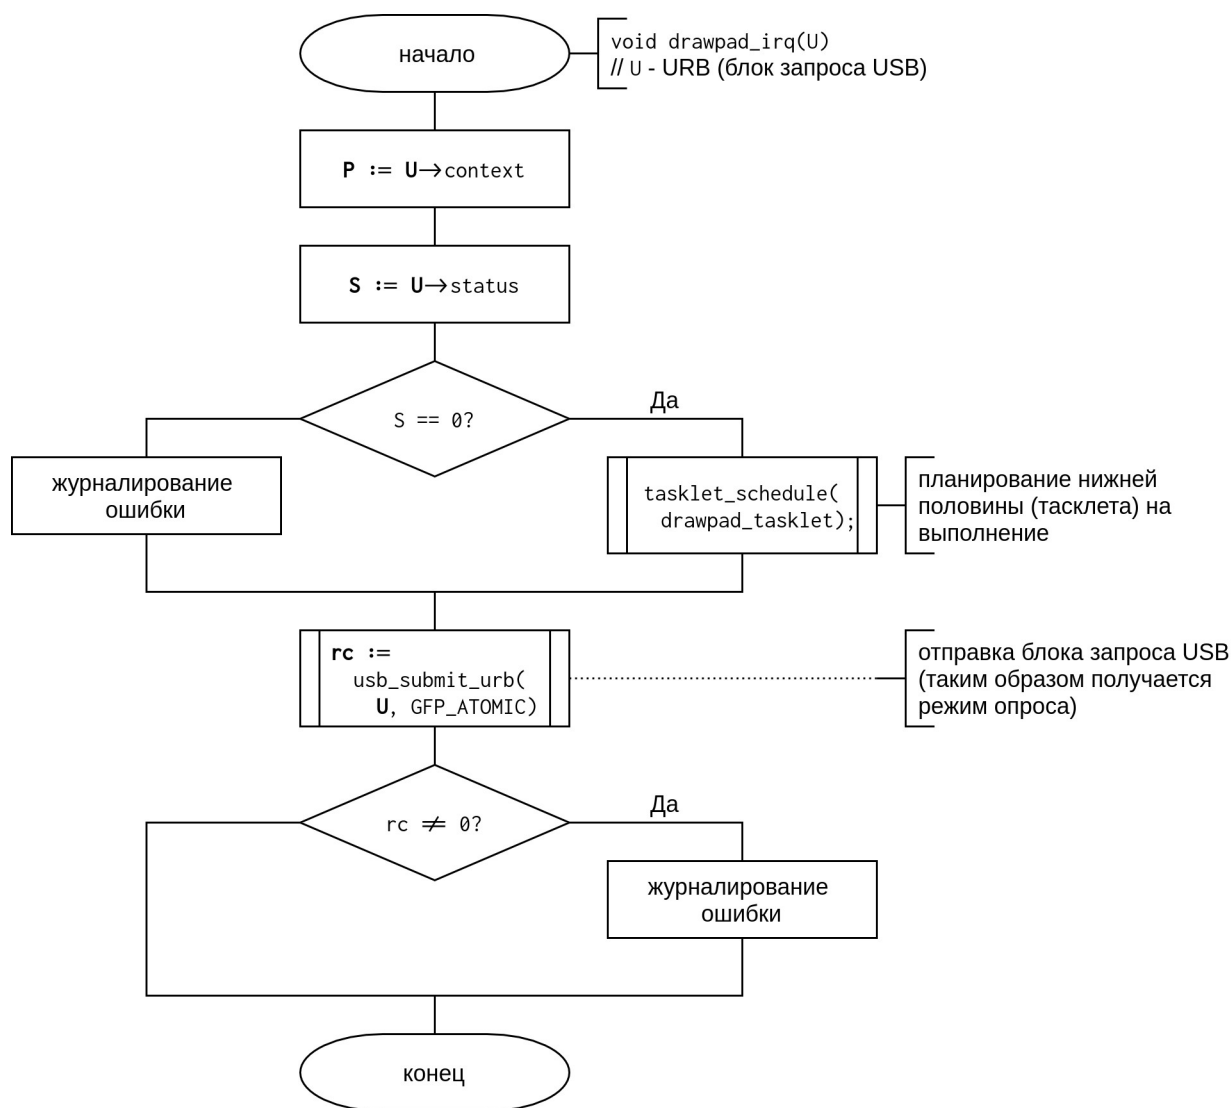 начало
void drawpad_irq(U)
// U - URB (блок запроса USB)
P := U→context
S := U→status
S == 0?
Да
журналирование
ошибки
tasklet_schedule(
drawpad_tasklet);
планирование нижней
половины (тасклета) на
выполнение
rc :=
usb_submit_urb(
U, GFP_ATOMIC)
отправка блока запроса USB
(таким образом получается
режим опроса)
rc ≠ 0?
Да
журналирование
ошибки
конец